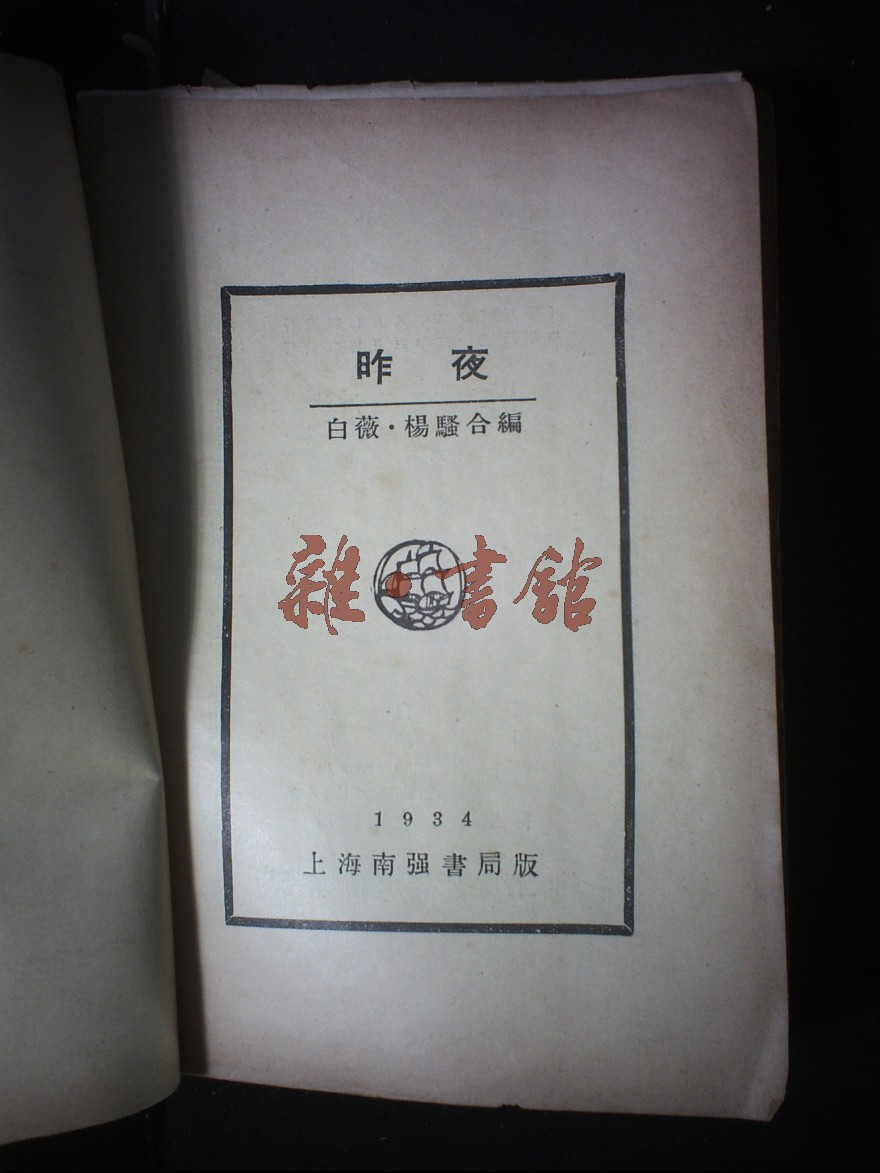 昨夜
白薇·楊騷合編
雜·書館
1934
上海南强書局版